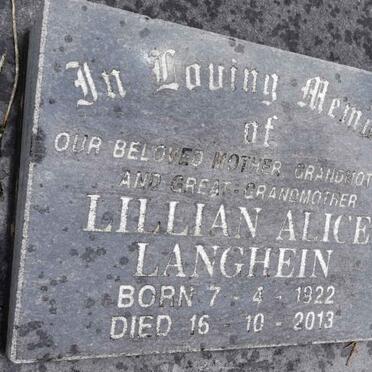 In Loving Memo
of
OUR BELOVED MOTHER, GRANDMOT
AND GREAT-GRANDMOTHER
LILLIAN ALICE
LANGHEIN
BORN 7 - 4 - 1922
DIED 16 - 10 - 2013